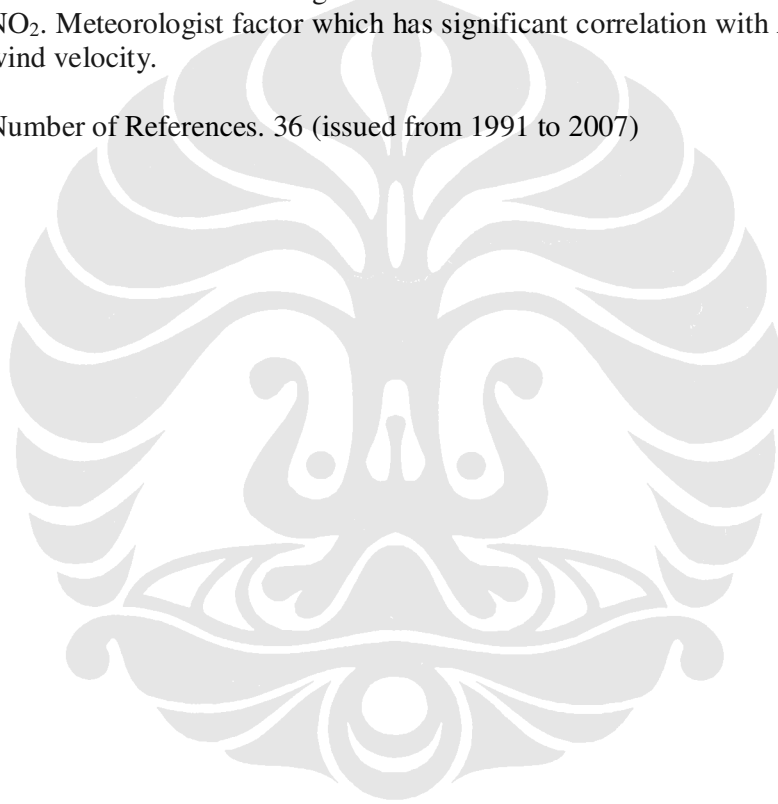 NO₂. Meteorologist factor which has significant correlation with
wind velocity.
Number of References. 36 (issued from 1991 to 2007)